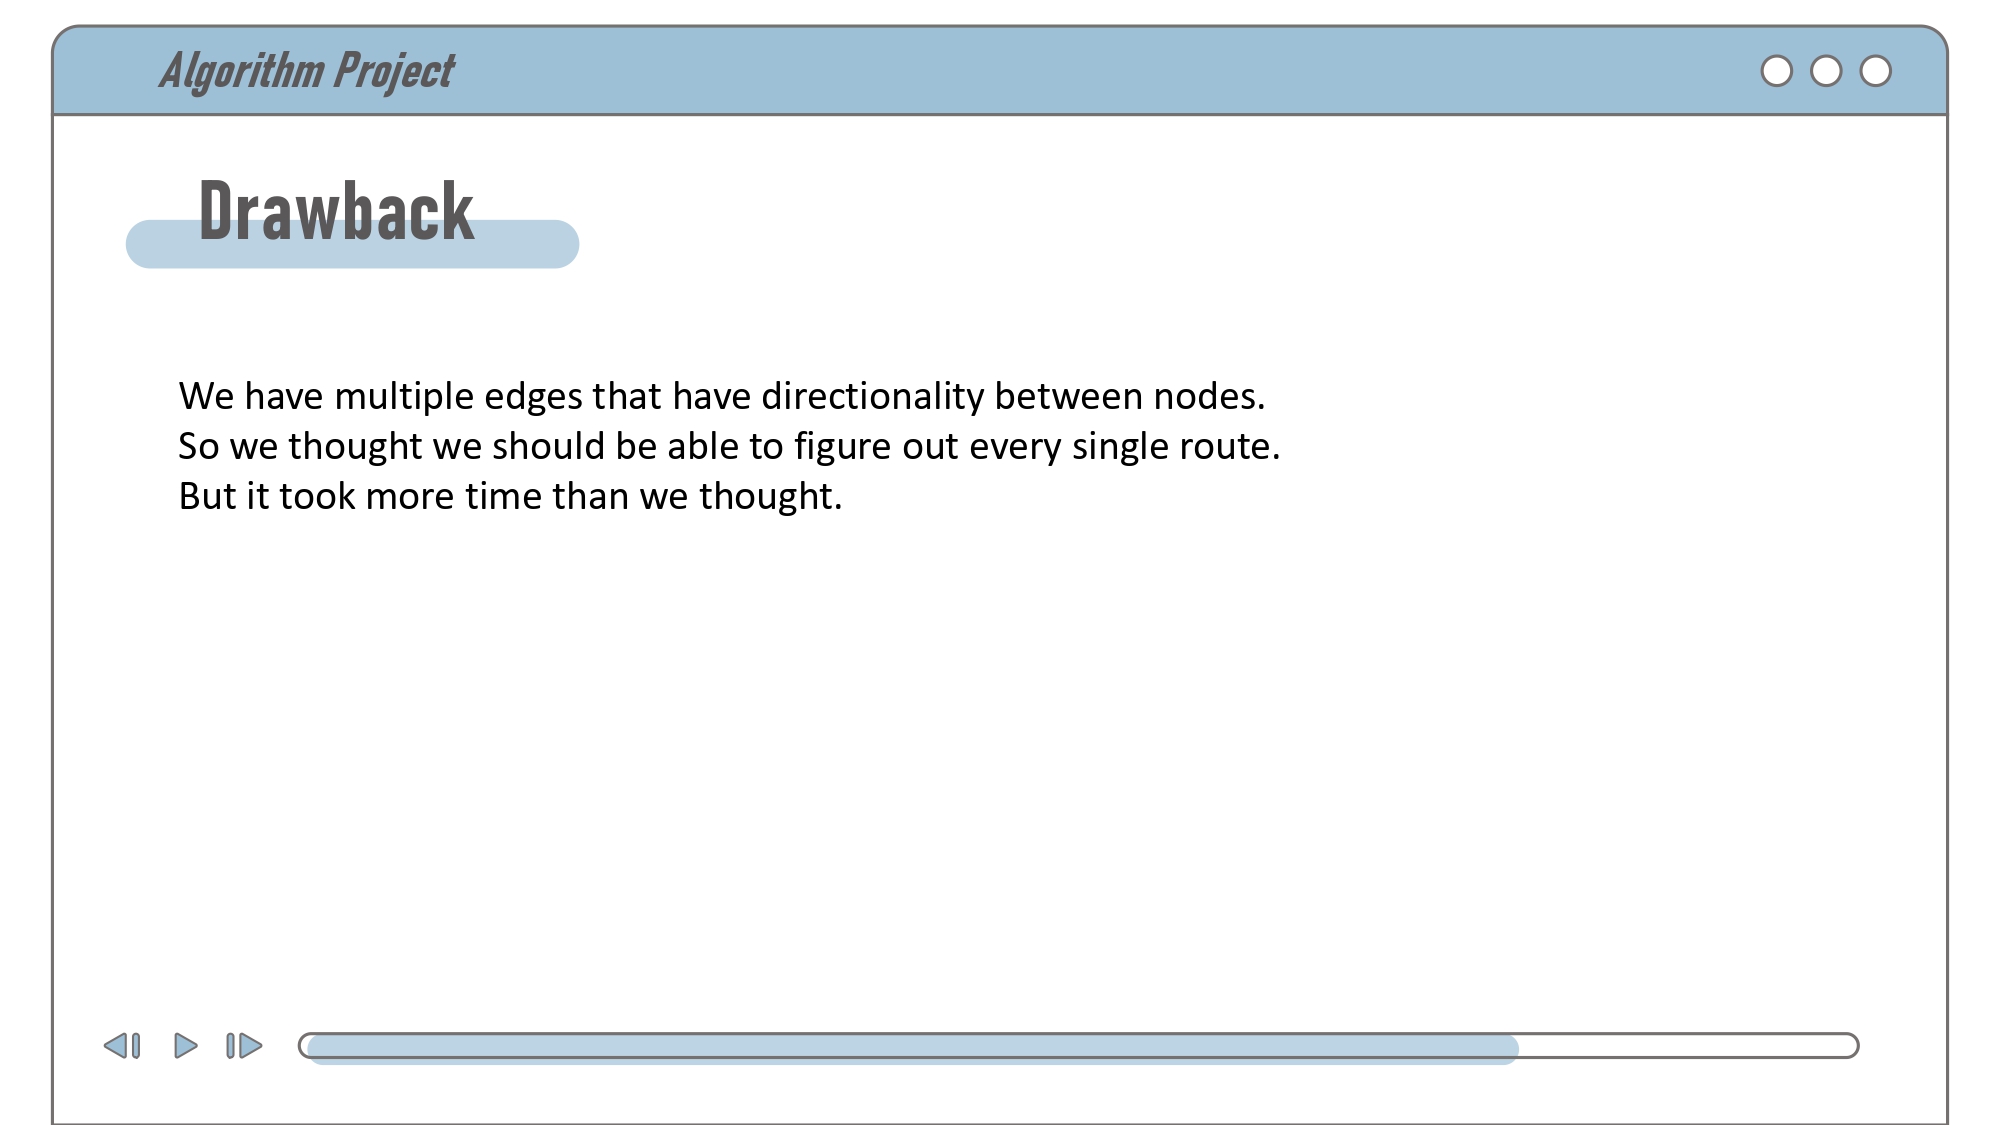 Algorithm Project
Drawback
We have multiple edges that have directionality between nodes.
So we thought we should be able to figure out every single route.
But it took more time than we thought.